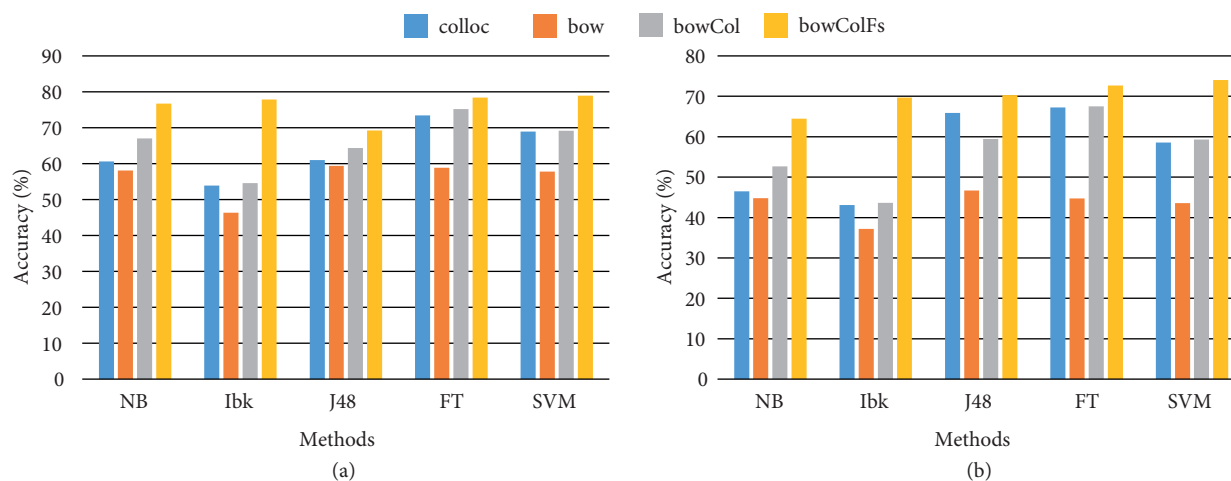 colloc bow bowCol bowColFs
Accuracy (%)
90
80
70
60
50
40
30
20
10
0
NB Ibk J48 FT SVM
Methods
(a)
Accuracy (%)
80
70
60
50
40
30
20
10
0
NB Ibk J48 FT SVM
Methods
(b)